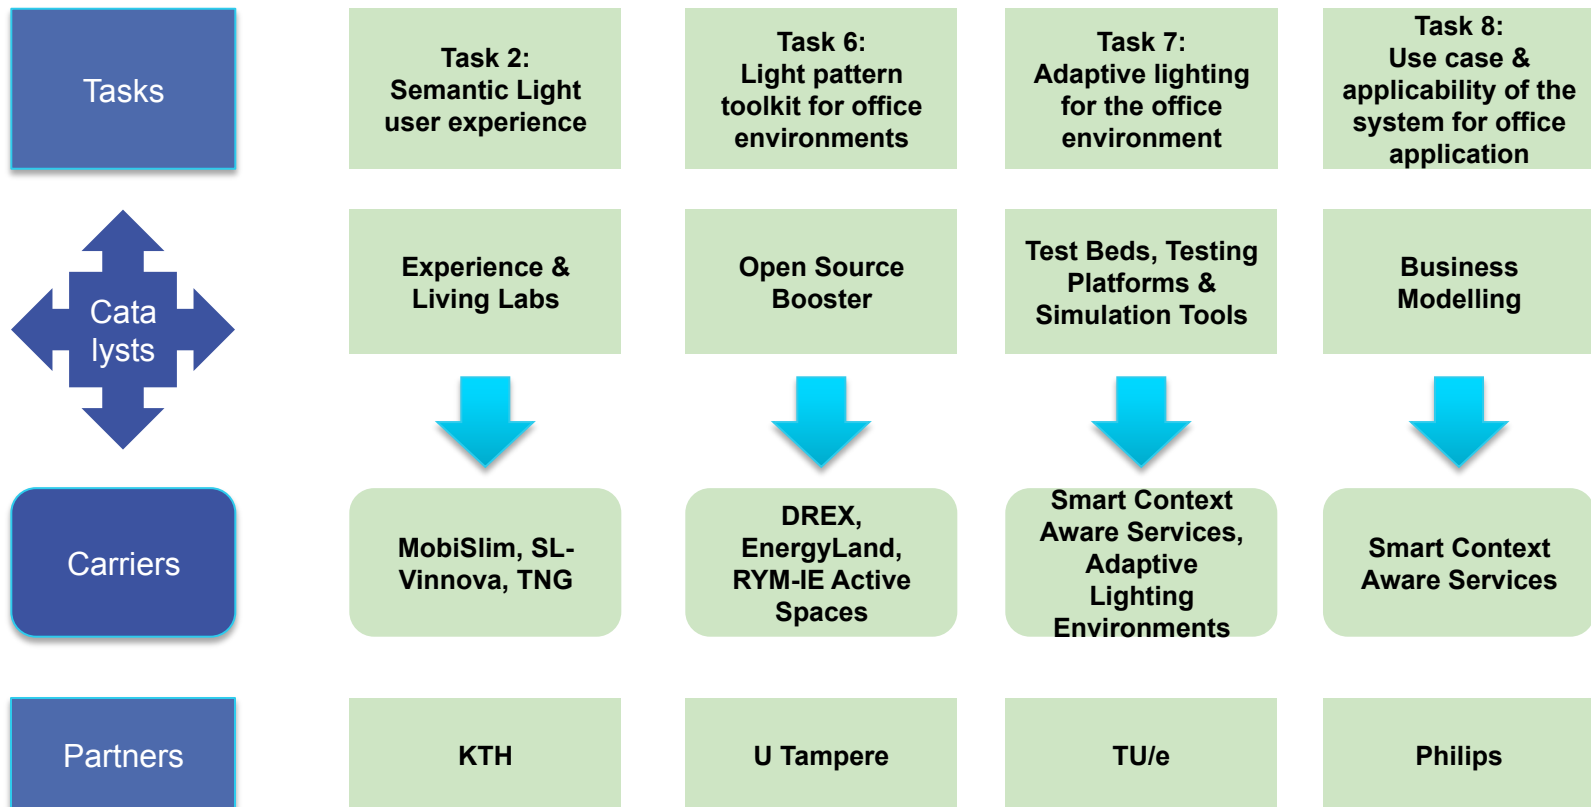 Tasks
Task 2:
Semantic Light
user experience
Task 6:
Light pattern
toolkit for office
environments
Task 7:
Adaptive lighting
for the office
environment
Task 8:
Use case &
applicability of the
system for office
application
Cata
lysts
Experience &
Living Labs
Open Source
Booster
Test Beds, Testing
Platforms &
Simulation Tools
Business
Modelling
Carriers
MobiSlim, SL-
Vinnova, TNG
DREX,
EnergyLand,
RYM-IE Active
Spaces
Smart Context
Aware Services,
Adaptive
Lighting
Environments
Smart Context
Aware Services
Partners
KTH
U Tampere
TU/e
Philips